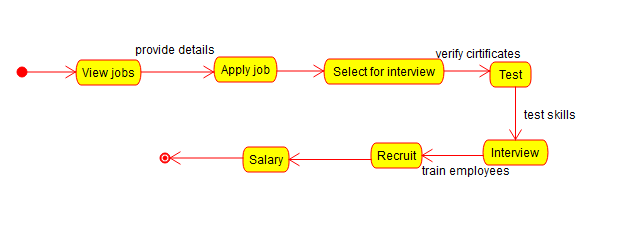 provide details
verify cirtificates
View jobs
Apply job
Select for interview
Test
test skills
Salary
Recruit
Interview
train employees